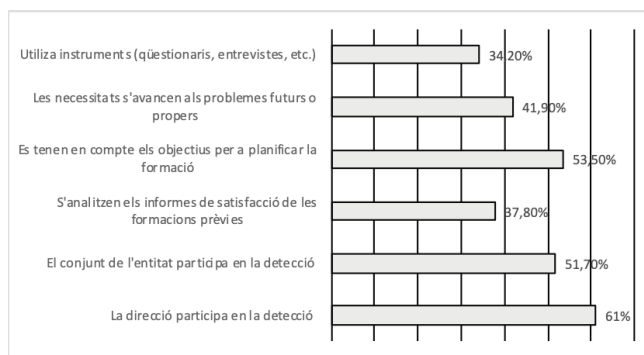 Utiliza instruments (qüestionaris, entrevistes, etc.)
34,20%
Les necessitats s'avancen als problemes futurs o
propers
41,90%
Es tenen en compte els objectius per a planificar la
formació
53,50%
S'analitzen els informes de satisfacció de les
formacions prèvies
37,80%
El conjunt de l'entitat participa en la detecció
51,70%
La direcció participa en la detecció
61%